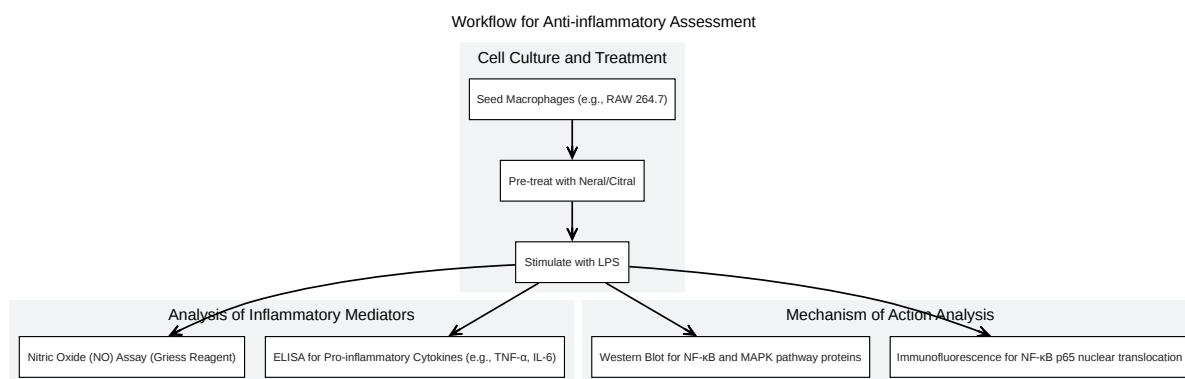 Workflow for Anti-inflammatory Assessment
Cell Culture and Treatment
Seed Macrophages (e.g., RAW 264.7)
Pre-treat with Neral/Citral
Stimulate with LPS
Analysis of Inflammatory Mediators
Nitric Oxide (NO) Assay (Griess Reagent)
ELISA for Pro-inflammatory Cytokines (e.g., TNF-α, IL-6)
Mechanism of Action Analysis
Western Blot for NF-κB and MAPK pathway proteins
Immunofluorescence for NF-κB p65 nuclear translocation